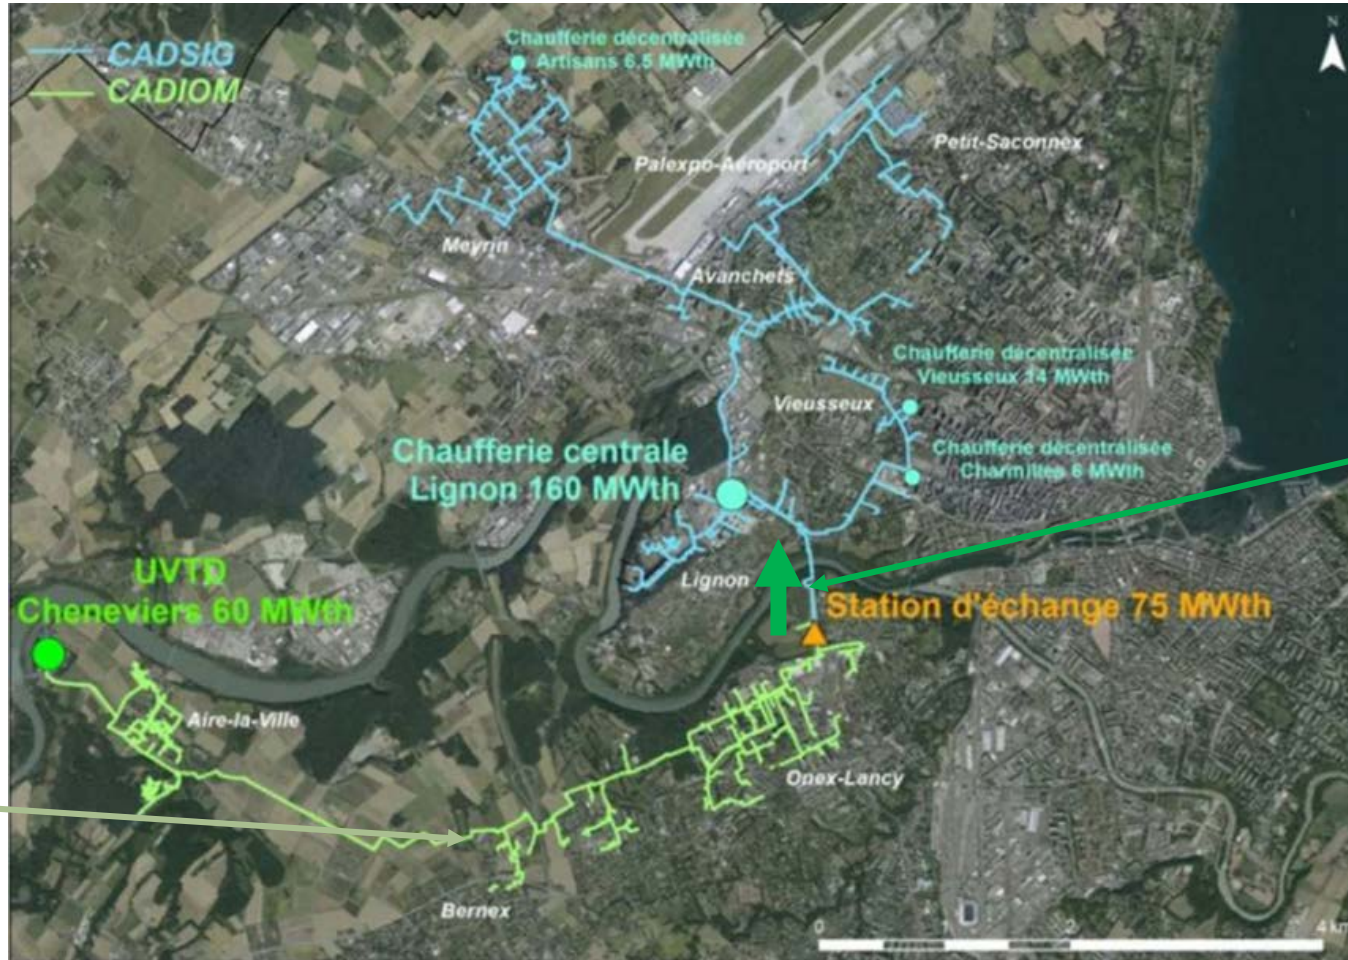 CADSIG
CADIOM
Chaufferie décentralisée
Artisans 6.5 MWth
N
Palexpo-Aéroport
Petit-Saconnex
Meyrin
Avanchets
Chaufferie décentralisée
Vieusseux 14 MWth
Vieusseux
Chaufferie centrale
Lignon 160 MWth
Chaufferie décentralisée
Charmilles 6 MWth
Lignon
UVTD
Cheneviers 60 MWth
Station d'échange 75 MWth
Aire-la-Ville
Onex-Lancy
Bernex
0 1 2 4 km